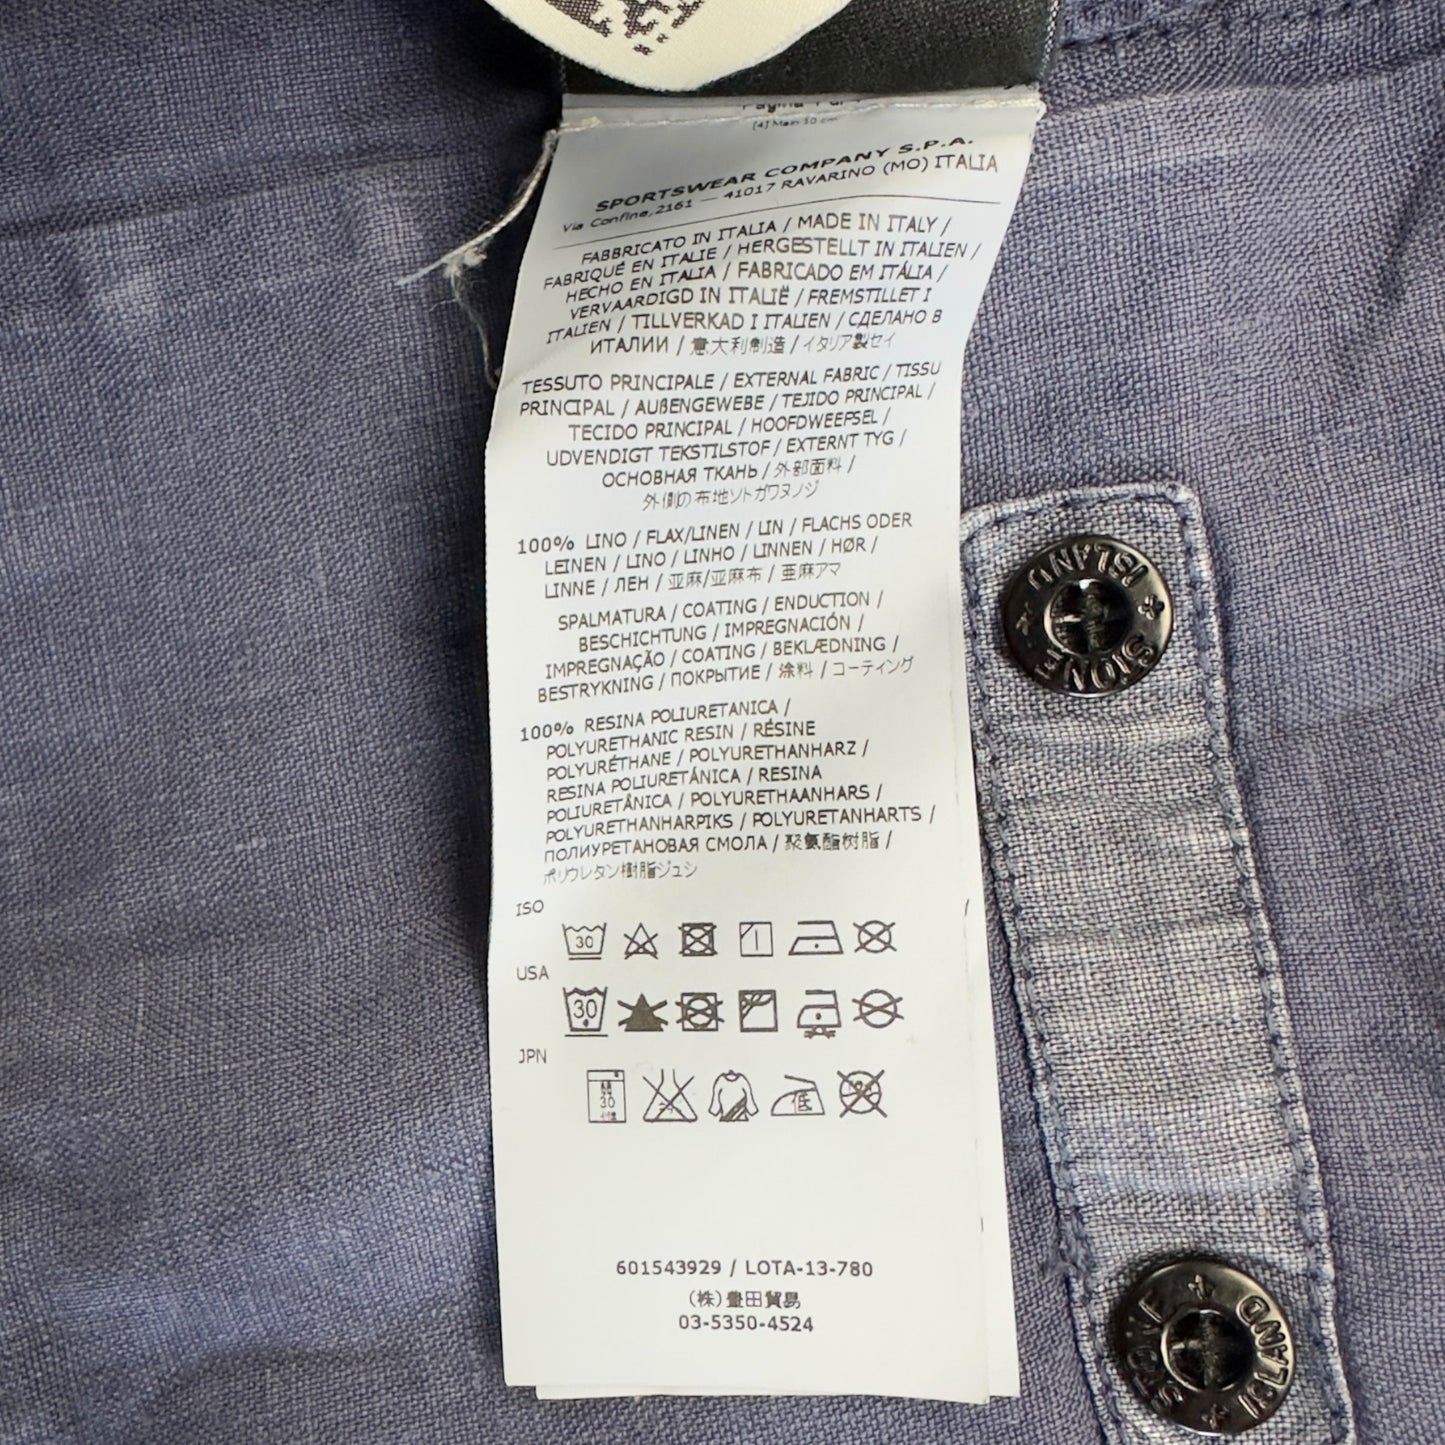 [4] Man 10 cm
SPORTSWEAR COMPANY S.P.A.
Via Confine, 2161 — 41017 RAVARINO (MO) ITALIA
FABBRICATO IN ITALIA / MADE IN ITALY /
FABRIQUÉ EN ITALIE / HERGESTELLT IN ITALIEN /
HECHO EN ITALIA / FABRICADO EM ITÁLIA /
VERVAARDIGD IN ITALIË / FREMSTILLET I
ITALIEN / TILLVERKAD I ITALIEN / СДЕЛАНО В
ИТАЛИИ / 意大利制造 / イタリア製セイ
TESSUTO PRINCIPALE / EXTERNAL FABRIC / TISSU
PRINCIPAL / AUßENGEWEBE / TEJIDO PRINCIPAL /
TECIDO PRINCIPAL / HOOFDWEEFSEL /
UDVENDIGT TEKSTILSTOF / EXTERNT TYG /
ОСНОВНАЯ ТКАНЬ / 外部面料 /
外側の布地ソトガワヌノジ
100% LINO / FLAX/LINEN / LIN / FLACHS ODER
LEINEN / LINO / LINHO / LINNEN / HØR /
LINNE / ЛЕН / 亚麻/亚麻布 / 亜麻アマ
SPALMATURA / COATING / ENDUCTION /
BESCHICHTUNG / IMPREGNACIÓN /
IMPREGNAÇÃO / COATING / BEKLÆDNING /
BESTRYKNING / ПОКРЫТИЕ / 涂料 / コーティング
100% RESINA POLIURETANICA /
POLYURETHANIC RESIN / RÉSINE
POLYURÉTHANE / POLYURETHANHARZ /
RESINA POLIURETÁNICA / RESINA
POLIURETÂNICA / POLYURETHAANHARS /
POLYURETHANHARPIKS / POLYURETANHARTS /
ПОЛИУРЕТАНОВАЯ СМОЛА / 聚氨酯树脂 /
ポリウレタン樹脂ジュシ
ISO
30
USA
30
JPN
30
低
601543929 / LOTA-13-780
(株)豊田貿易
03-5350-4524
STONE ISLAND
STONE ISLAND